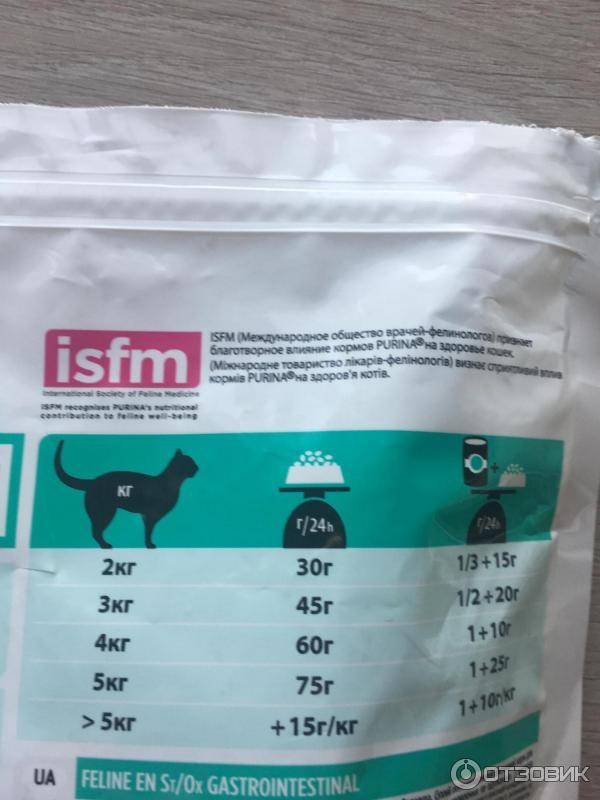 isfm
International Society of Feline Medicine
ISFM recognises PURINA's nutritional
contribution to feline well-being
ISFM (Международное общество врачей-фелинологов) признает
благотворное влияние кормов PURINA® на здоровье кошек.
(Міжнародне товариство лікарів-фелінологів) визнає сприятливий вплив
кормів PURINA® на здоров'я котів.
кг г/24h + г/24h
2кг 30г 1/3+15г
3кг 45г 1/2+20г
4кг 60г 1+10г
5кг 75г 1+25г
> 5кг +15г/кг 1+10г/кг
UA FELINE EN ST/OX GASTROINTESTINAL
ОТЗОВИК